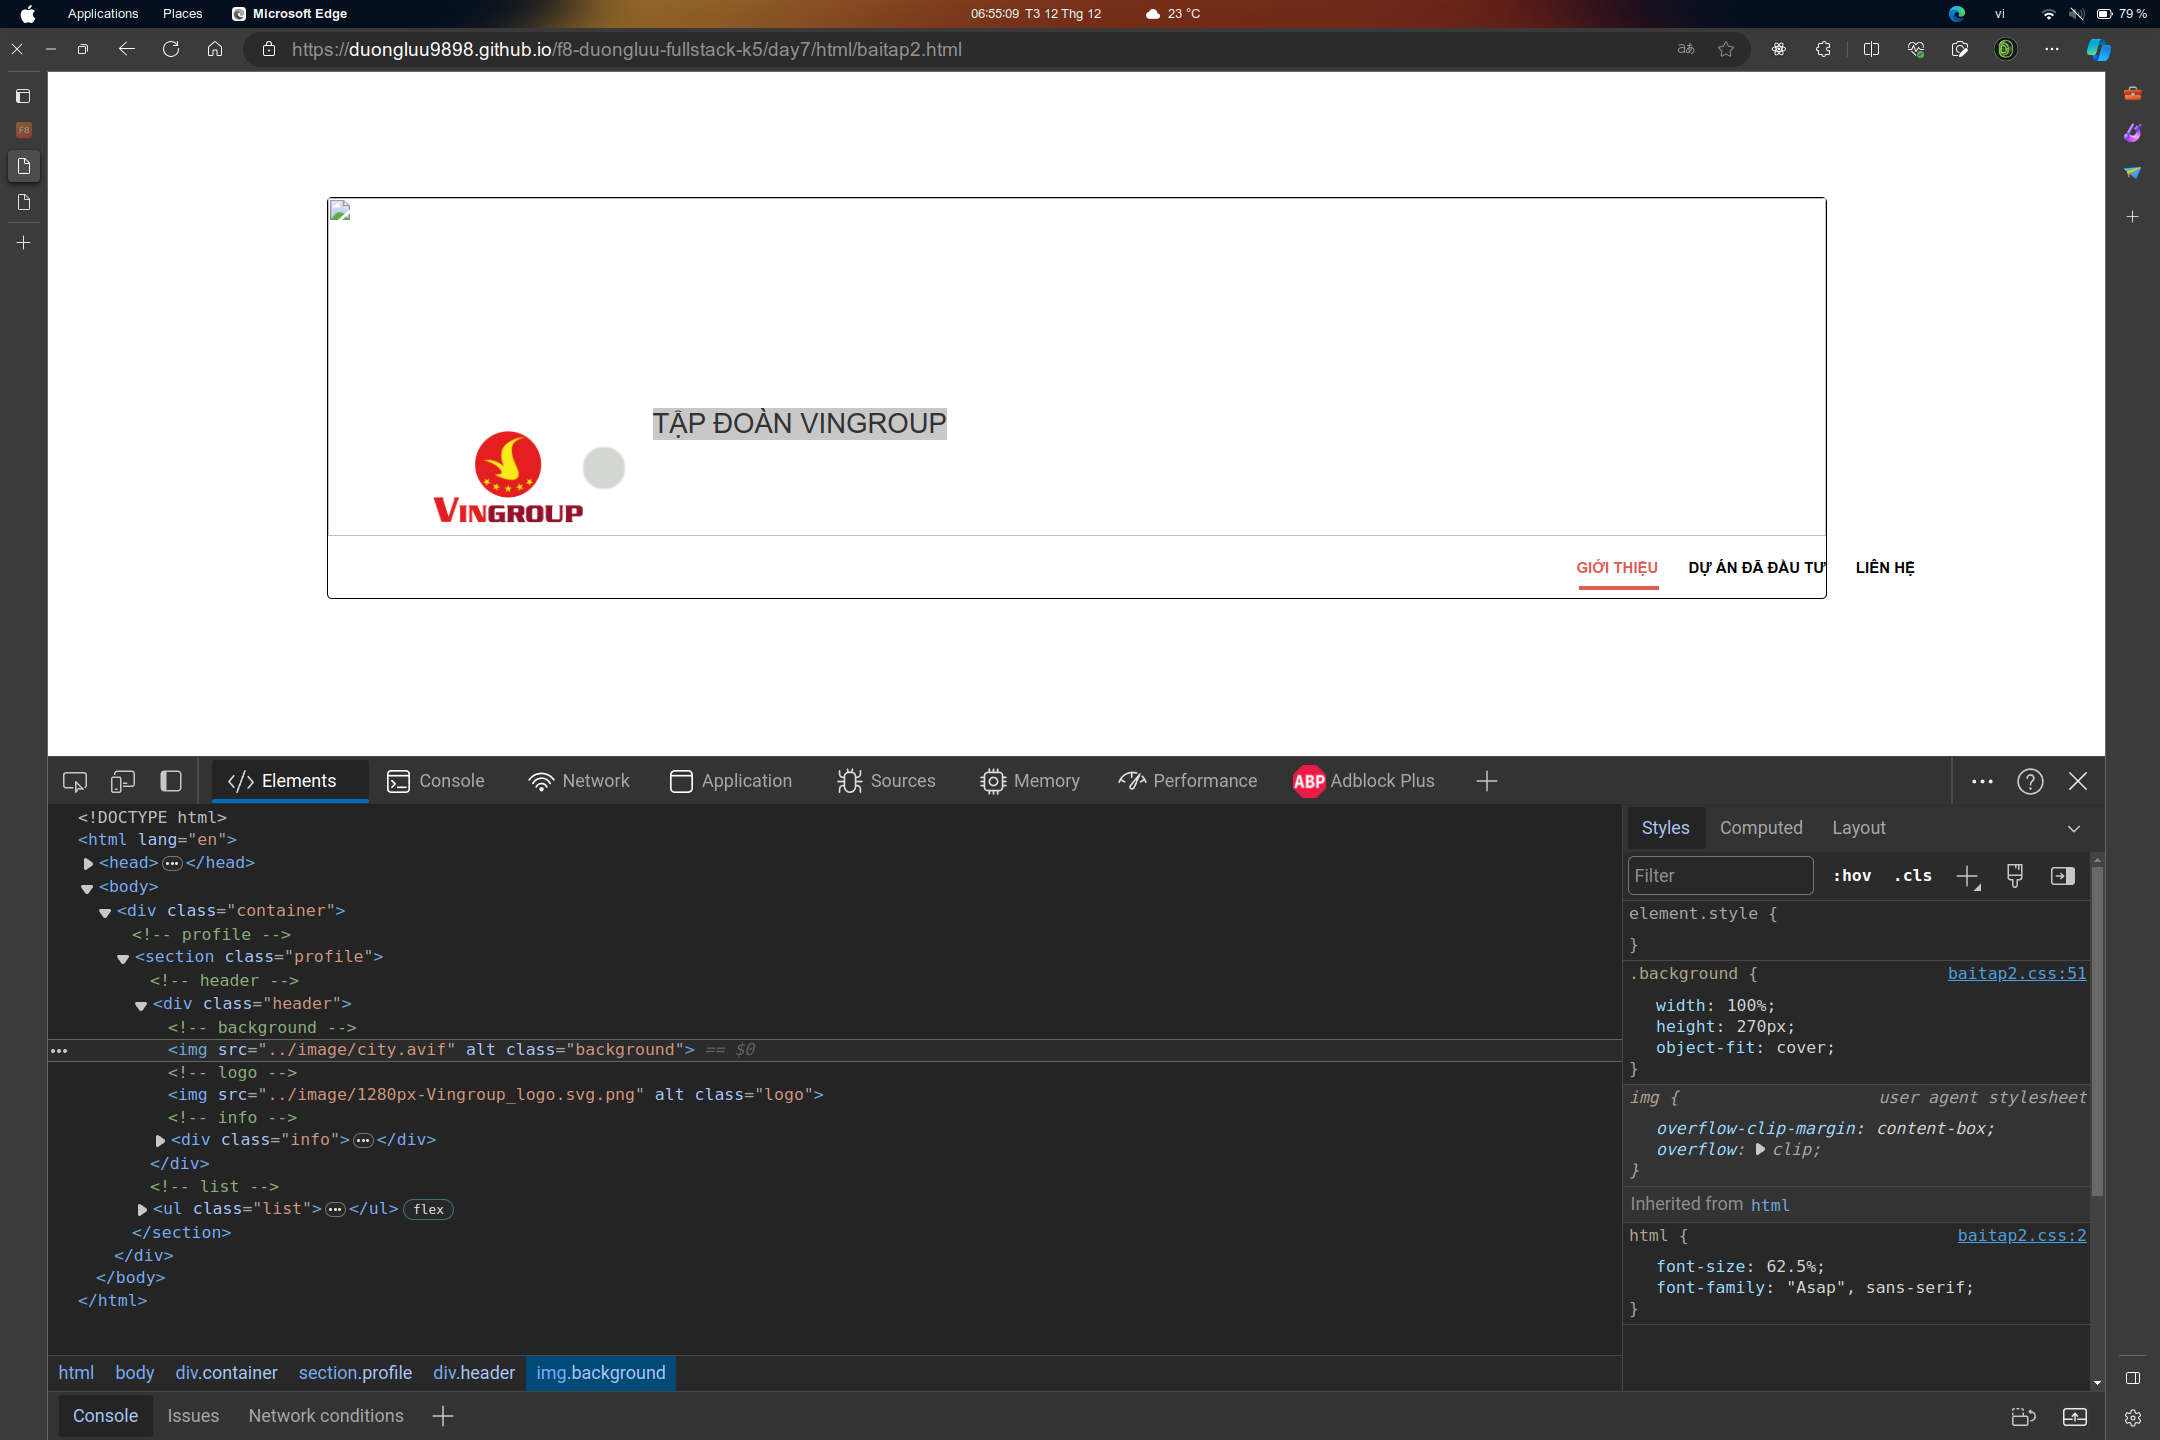 Applications Places Microsoft Edge 06:55:09 T3 12 Thg 12 23 °C vi 79 %
https://duongluu9898.github.io/f8-duongluu-fullstack-k5/day7/html/baitap2.html
F8
TẬP ĐOÀN VINGROUP
VINGROUP
GIỚI THIỆU DỰ ÁN ĐÃ ĐẦU TƯ LIÊN HỆ
Elements Console Network Application Sources Memory Performance ABP Adblock Plus
<!DOCTYPE html>
<html lang="en">
<head>…</head>
<body>
<div class="container">
<!-- profile -->
<section class="profile">
<!-- header -->
<div class="header">
<!-- background -->
<img src="../image/city.avif" alt class="background"> == $0
<!-- logo -->
<img src="../image/1280px-Vingroup_logo.svg.png" alt class="logo">
<!-- info -->
<div class="info">…</div>
</div>
<!-- list -->
<ul class="list">…</ul> flex
</section>
</div>
</body>
</html>
Styles Computed Layout
Filter :hov .cls
element.style {
}
.background { baitap2.css:51
width: 100%;
height: 270px;
object-fit: cover;
}
img { user agent stylesheet
overflow-clip-margin: content-box;
overflow: clip;
}
Inherited from html
html { baitap2.css:2
font-size: 62.5%;
font-family: "Asap", sans-serif;
}
html body div.container section.profile div.header img.background
Console Issues Network conditions